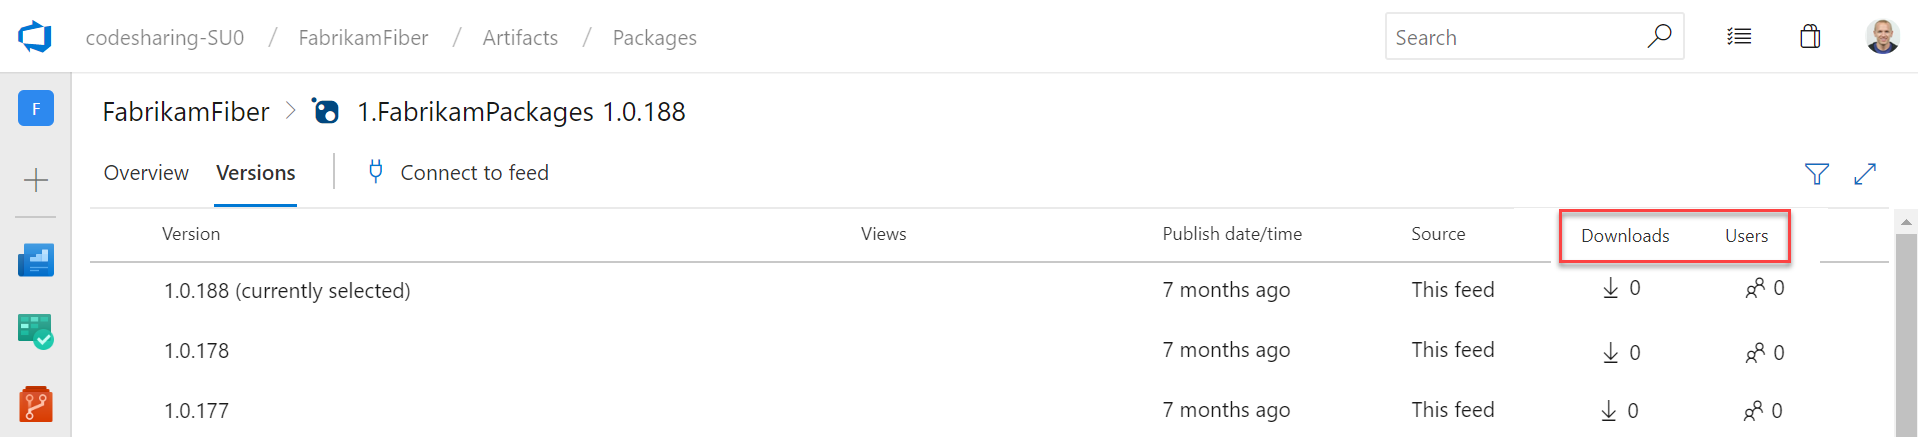 codesharing-SU0 / FabrikamFiber / Artifacts / Packages Search
F FabrikamFiber > 1.FabrikamPackages 1.0.188
Overview Versions Connect to feed
Version Views Publish date/time Source Downloads Users
1.0.188 (currently selected) 7 months ago This feed 0 0
1.0.178 7 months ago This feed 0 0
1.0.177 7 months ago This feed 0 0